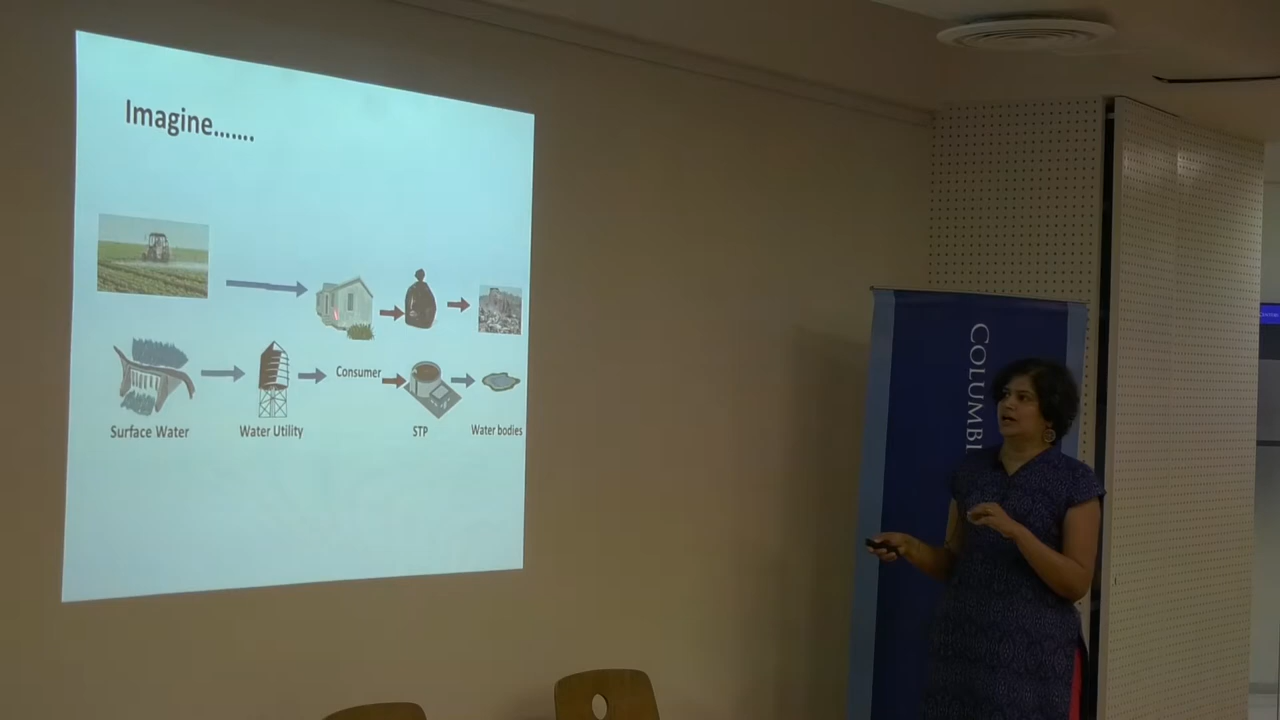 Imagine.......
Consumer
Surface Water
Water Utility
STP
Water bodies
COLUMBI